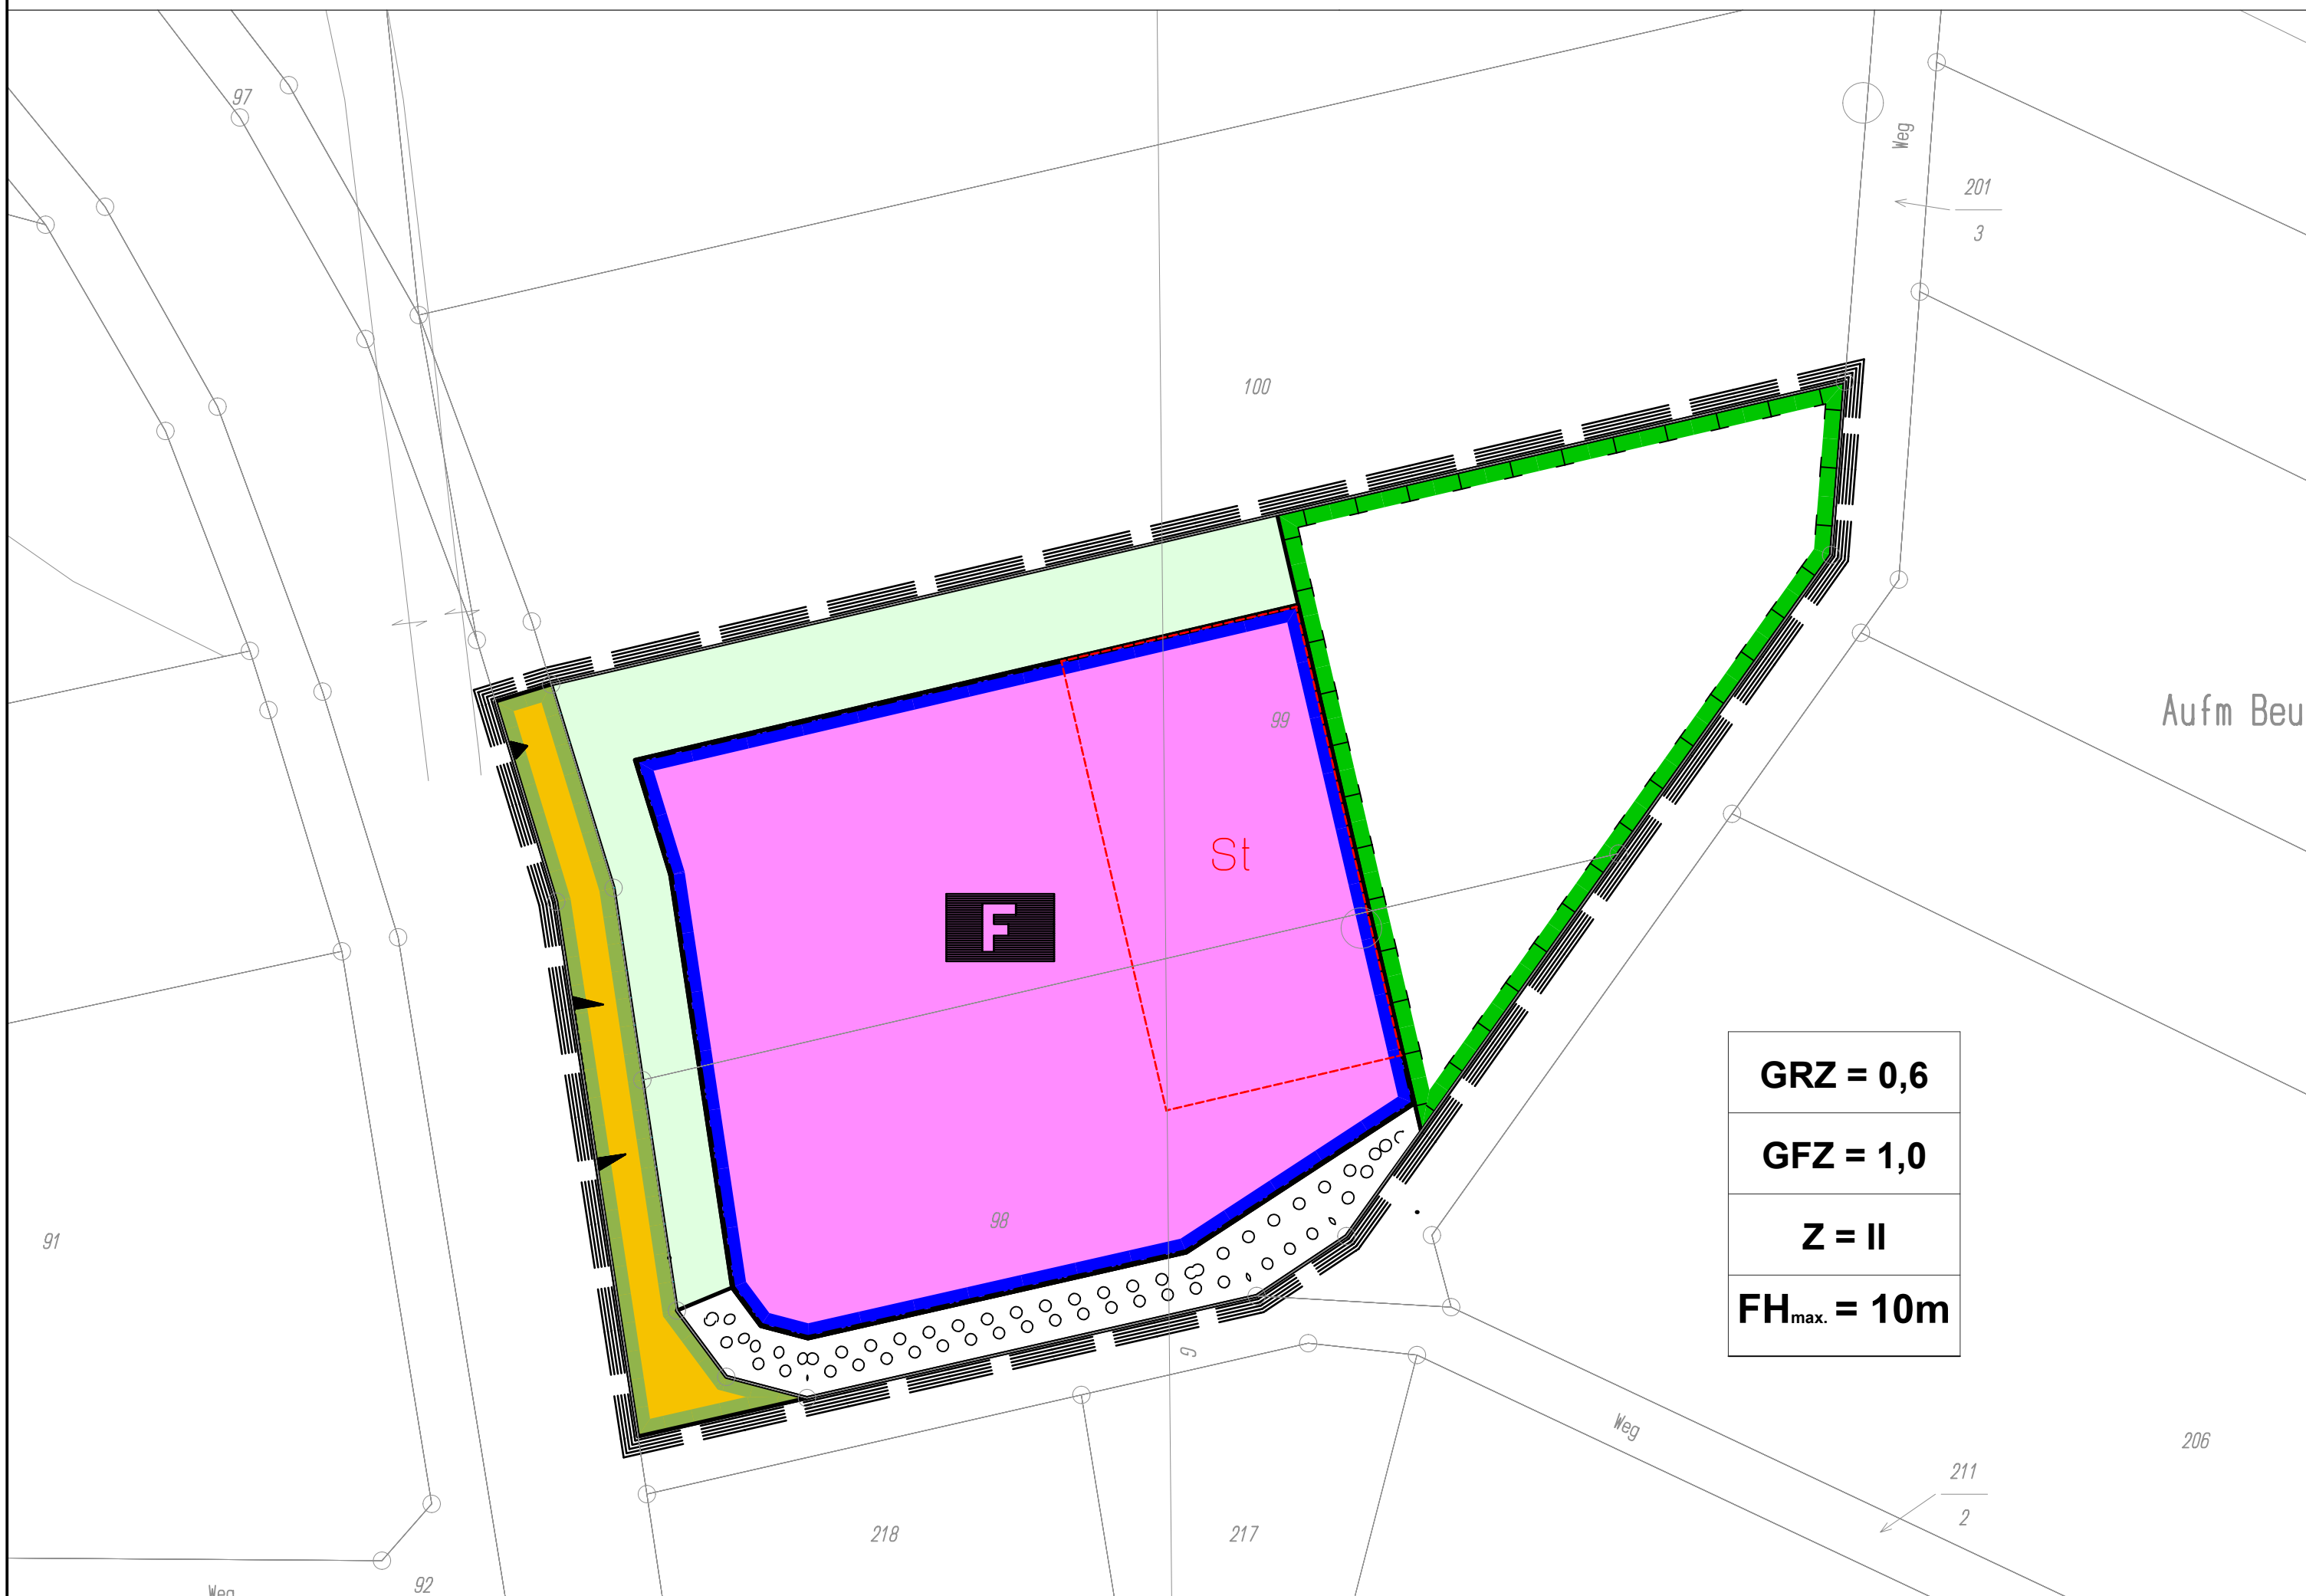 97
Weg
201
3
100
Aufm Beu
99
St
F
GRZ = 0,6
GFZ = 1,0
Z = II
FHmax. = 10m
98
91
G
Weg
206
211
2
218
217
92
Weg